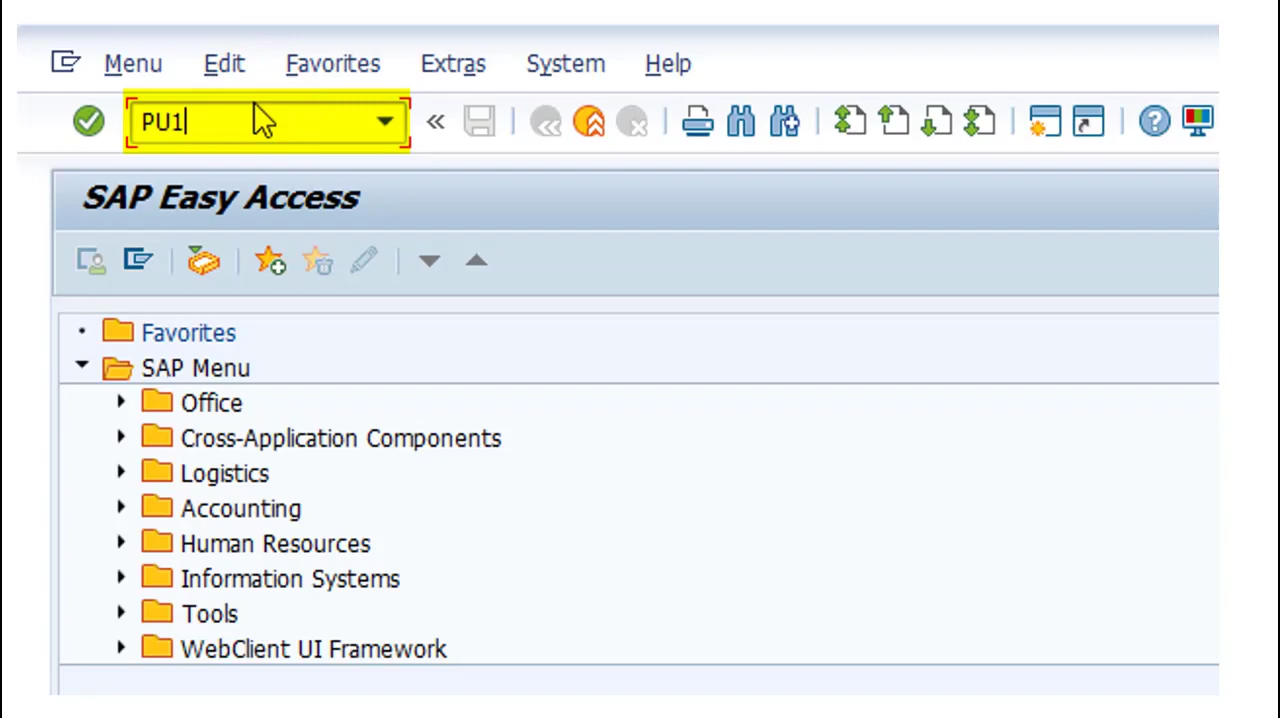 Menu Edit Favorites Extras System Help
PU1
SAP Easy Access
Favorites
SAP Menu
Office
Cross-Application Components
Logistics
Accounting
Human Resources
Information Systems
Tools
WebClient UI Framework